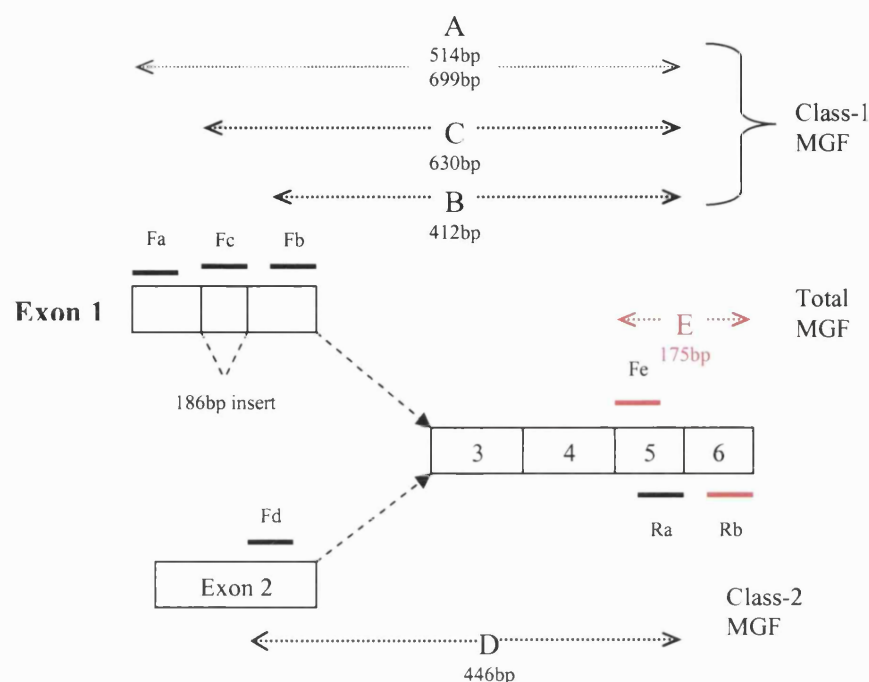 A
514bp
699bp
C
630bp
B
412bp
Class-1
MGF
Fa Fc Fb
Exon 1
186bp insert
Total
MGF
E
175bp
Fe
3 4 5 6
Ra Rb
Fd
Exon 2
Class-2
MGF
D
446bp